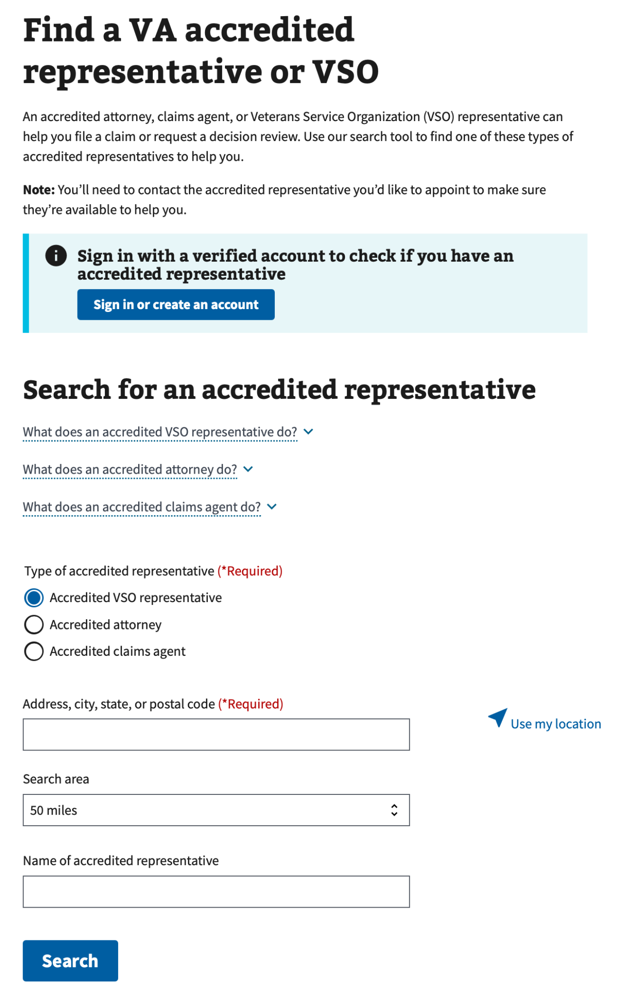 Find a VA accredited
representative or VSO
An accredited attorney, claims agent, or Veterans Service Organization (VSO) representative can
help you file a claim or request a decision review. Use our search tool to find one of these types of
accredited representatives to help you.
Note: You’ll need to contact the accredited representative you’d like to appoint to make sure
they’re available to help you.
Sign in with a verified account to check if you have an
accredited representative
Sign in or create an account
Search for an accredited representative
What does an accredited VSO representative do?
What does an accredited attorney do?
What does an accredited claims agent do?
Type of accredited representative (*Required)
Accredited VSO representative
Accredited attorney
Accredited claims agent
Address, city, state, or postal code (*Required)
Use my location
Search area
50 miles
Name of accredited representative
Search